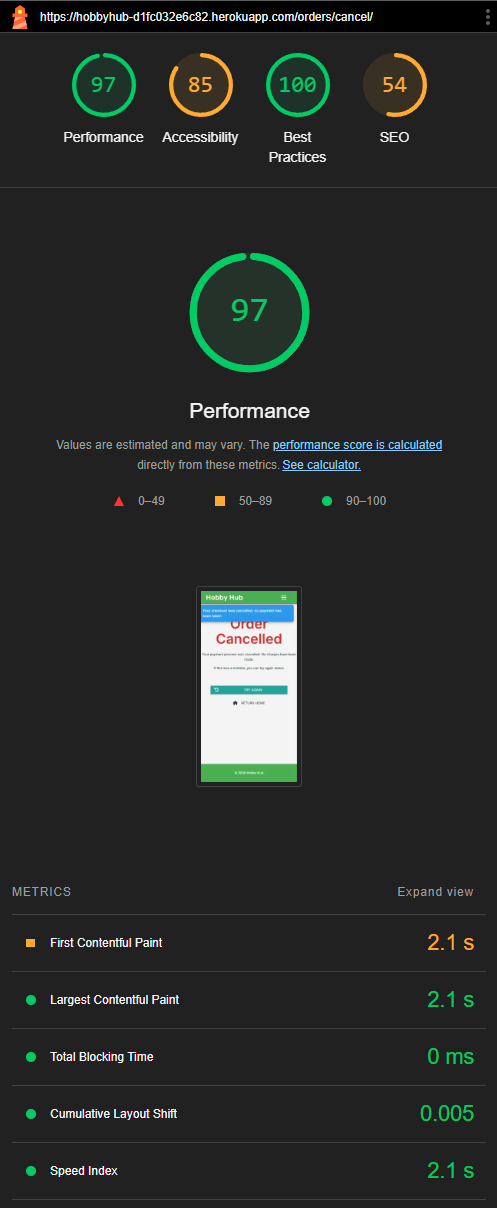 https://hobbyhub-d1fc032e6c82.herokuapp.com/orders/cancel/
97
85
100
54
Performance
Accessibility
Best
Practices
SEO
97
Performance
Values are estimated and may vary. The performance score is calculated
directly from these metrics. See calculator.
0–49
50–89
90–100
Hobby Hub
Your checkout was cancelled, no payment has
been taken.
Order
Cancelled
Your payment process was cancelled. No charges have been
made.
If this was a mistake, you can try again below.
TRY AGAIN
RETURN HOME
METRICS
Expand view
First Contentful Paint
2.1 s
Largest Contentful Paint
2.1 s
Total Blocking Time
0 ms
Cumulative Layout Shift
0.005
Speed Index
2.1 s